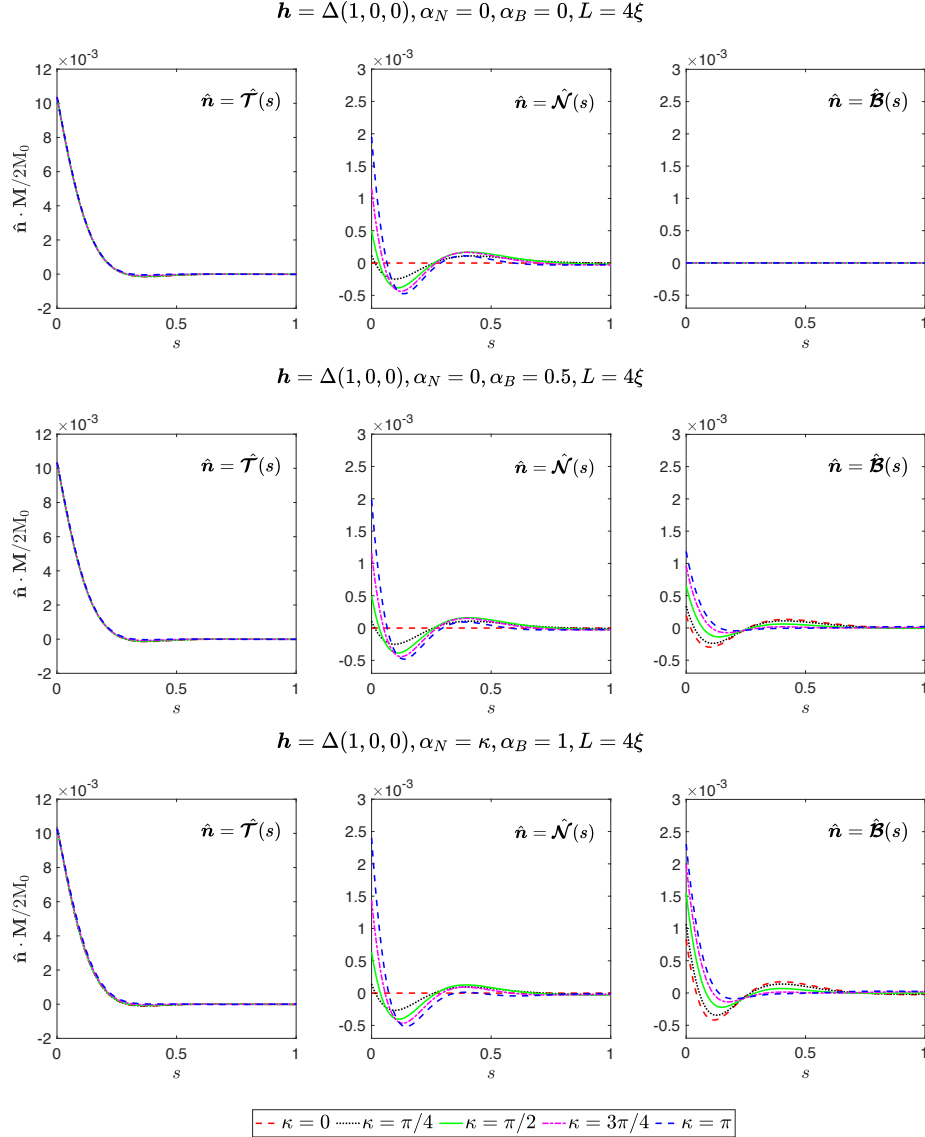 h = Δ(1, 0, 0), α_N = 0, α_B = 0, L = 4ξ
×10⁻³ ×10⁻³ ×10⁻³
n̂ = 𝓣̂(s) n̂ = 𝓝̂(s) n̂ = 𝓑̂(s)
n̂ · M/2M₀
12 10 8 6 4 2 0 -2
0 0.5 1
s
3 2.5 2 1.5 1 0.5 0 -0.5
0 0.5 1
s
3 2.5 2 1.5 1 0.5 0 -0.5
0 0.5 1
s
h = Δ(1, 0, 0), α_N = 0, α_B = 0.5, L = 4ξ
×10⁻³ ×10⁻³ ×10⁻³
n̂ = 𝓣̂(s) n̂ = 𝓝̂(s) n̂ = 𝓑̂(s)
n̂ · M/2M₀
12 10 8 6 4 2 0 -2
0 0.5 1
s
3 2.5 2 1.5 1 0.5 0 -0.5
0 0.5 1
s
3 2.5 2 1.5 1 0.5 0 -0.5
0 0.5 1
s
h = Δ(1, 0, 0), α_N = κ, α_B = 1, L = 4ξ
×10⁻³ ×10⁻³ ×10⁻³
n̂ = 𝓣̂(s) n̂ = 𝓝̂(s) n̂ = 𝓑̂(s)
n̂ · M/2M₀
12 10 8 6 4 2 0 -2
0 0.5 1
s
3 2.5 2 1.5 1 0.5 0 -0.5
0 0.5 1
s
3 2.5 2 1.5 1 0.5 0 -0.5
0 0.5 1
s
κ = 0 κ = π/4 κ = π/2 κ = 3π/4 κ = π